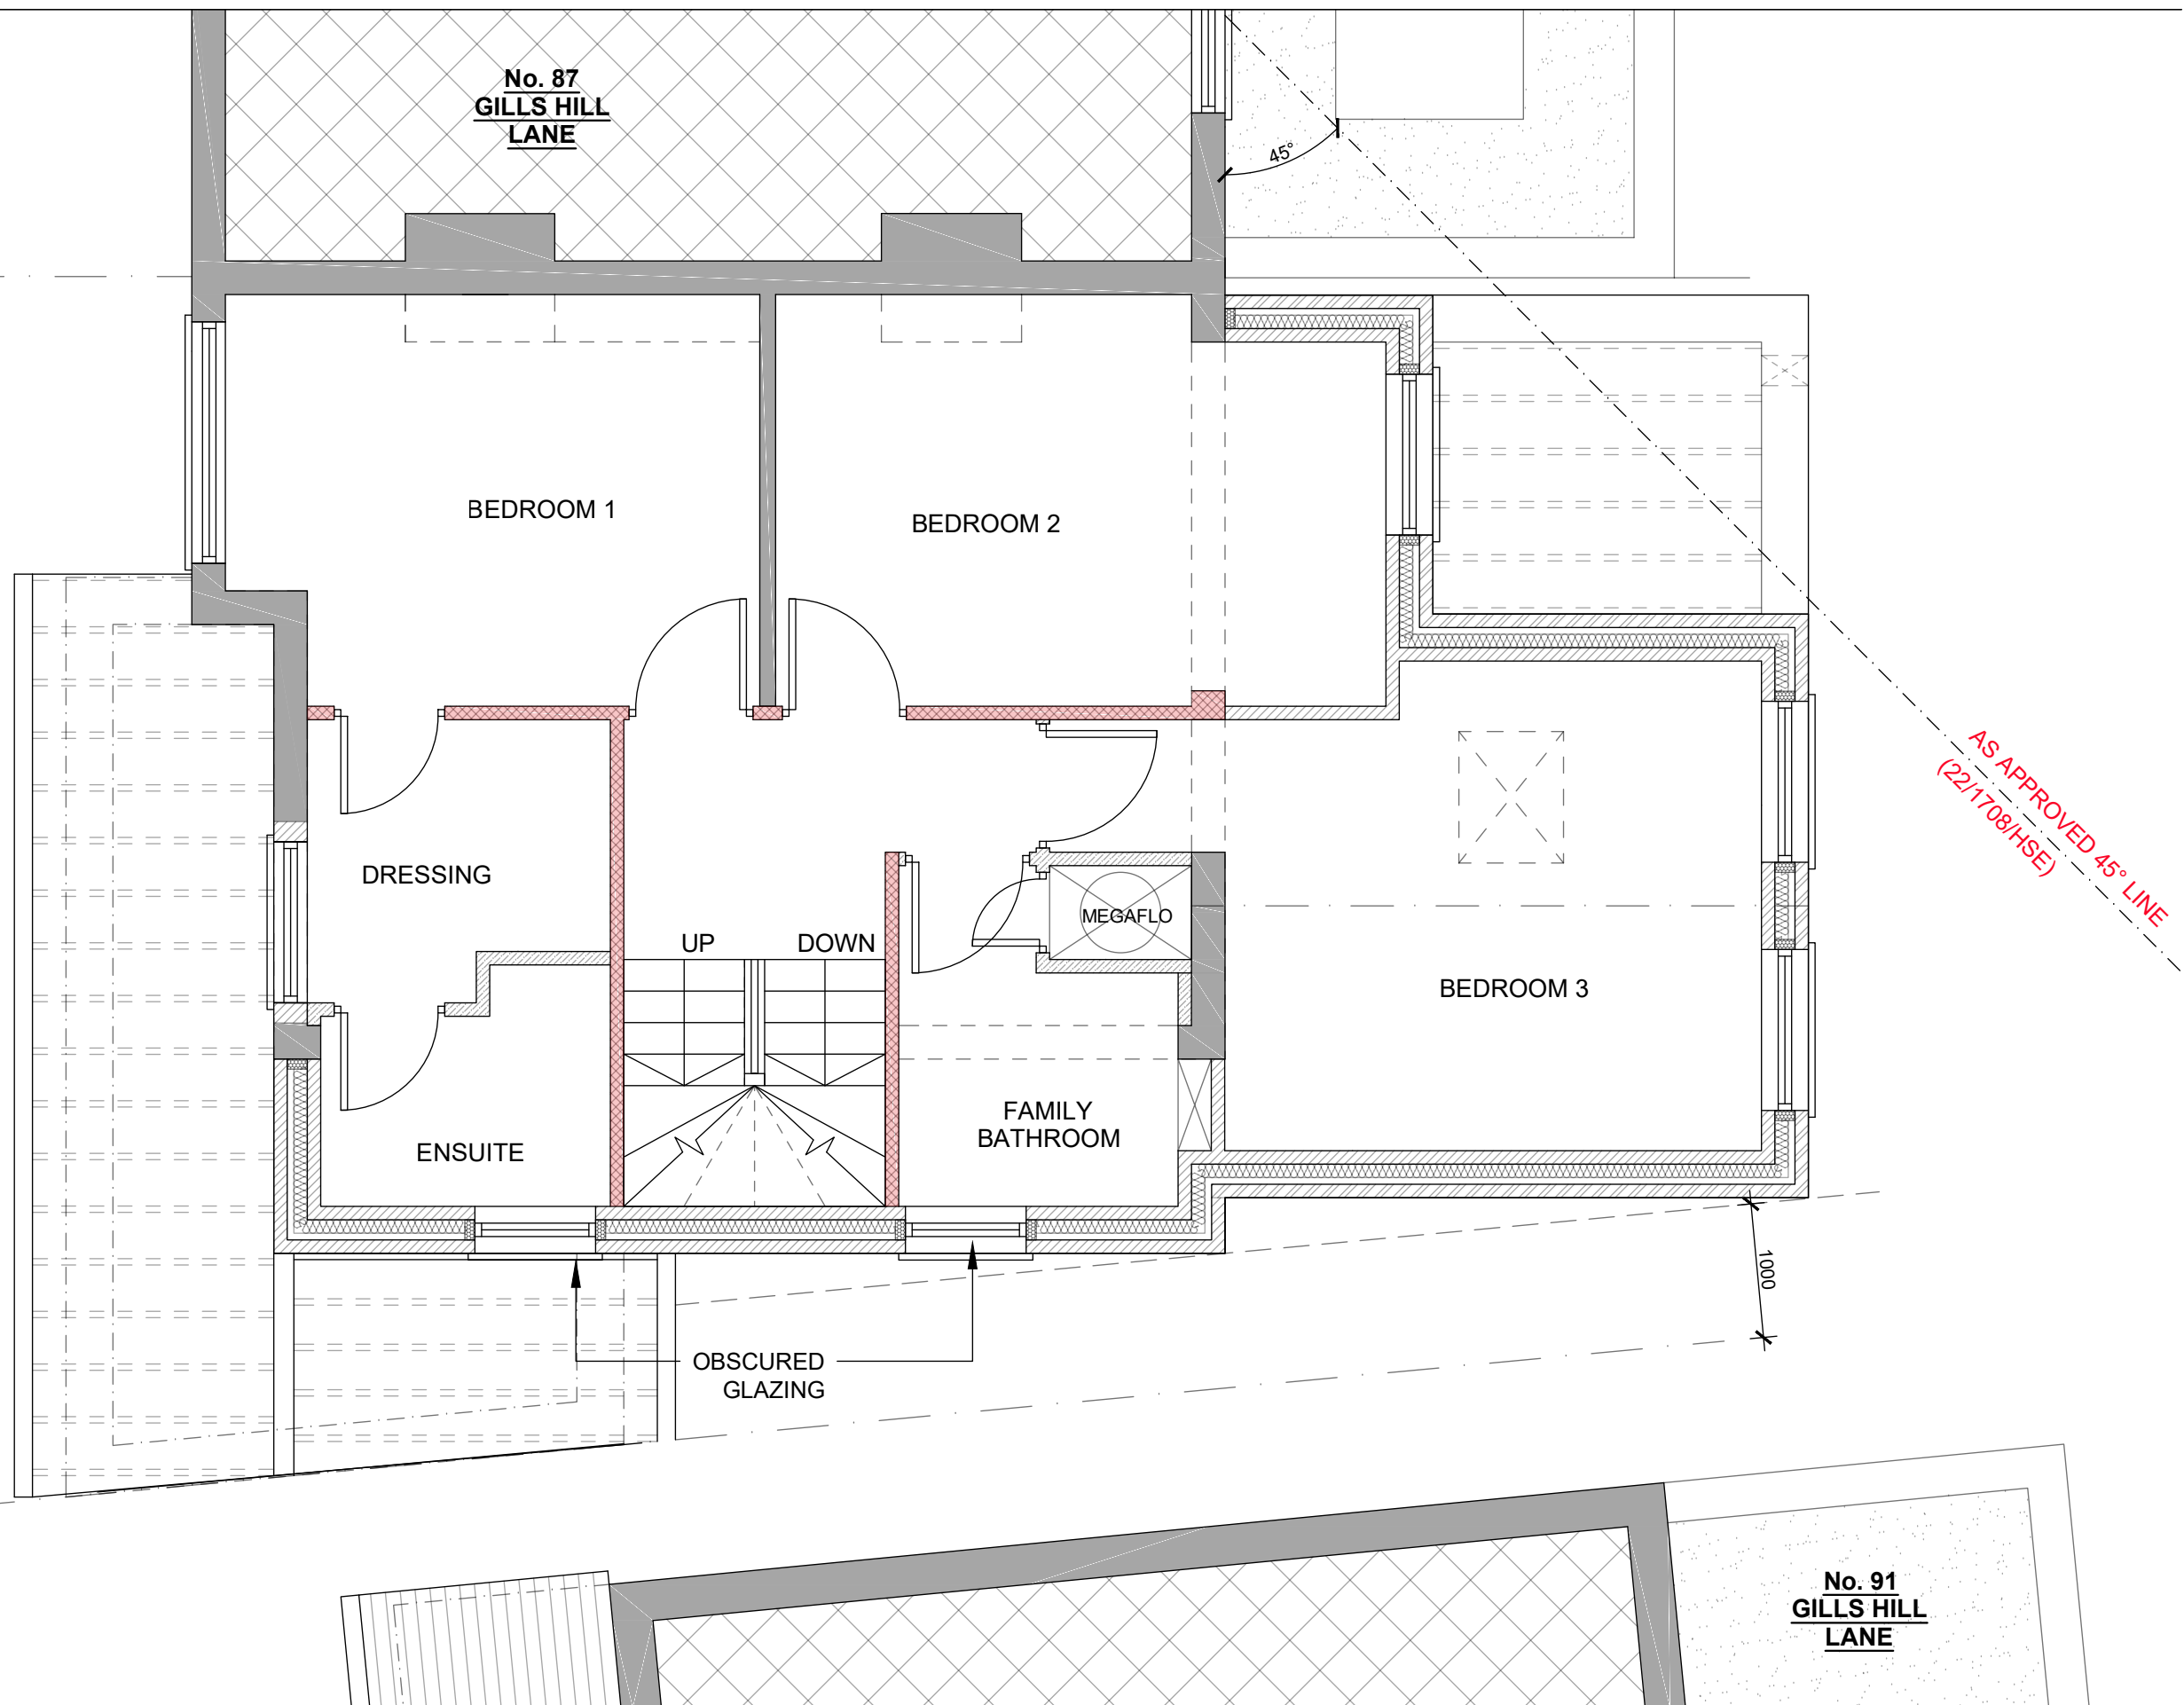 No. 87
GILLS HILL
LANE
45°
BEDROOM 1
BEDROOM 2
AS APPROVED 45° LINE
(22/1708/HSE)
DRESSING
MEGAFLO
UP
DOWN
BEDROOM 3
FAMILY
BATHROOM
ENSUITE
1000
OBSCURED
GLAZING
No. 91
GILLS HILL
LANE